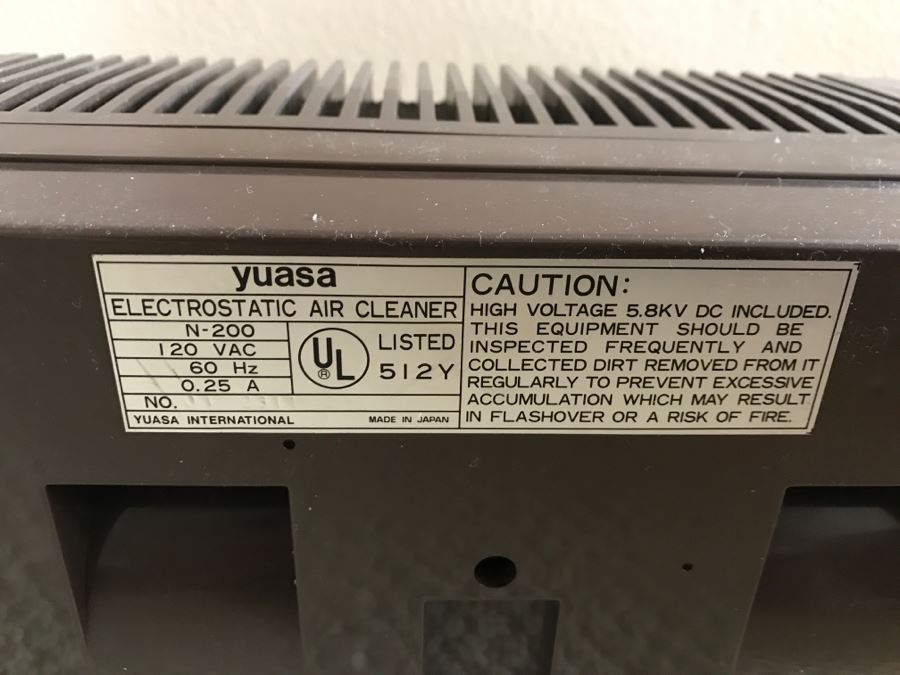 yuasa
ELECTROSTATIC AIR CLEANER
N-200
120 VAC
60 Hz
0.25 A
UL
®
LISTED
512Y
NO.
YUASA INTERNATIONAL
MADE IN JAPAN
CAUTION:
HIGH VOLTAGE 5.8KV DC INCLUDED.
THIS EQUIPMENT SHOULD BE
INSPECTED FREQUENTLY AND
COLLECTED DIRT REMOVED FROM IT
REGULARLY TO PREVENT EXCESSIVE
ACCUMULATION WHICH MAY RESULT
IN FLASHOVER OR A RISK OF FIRE.